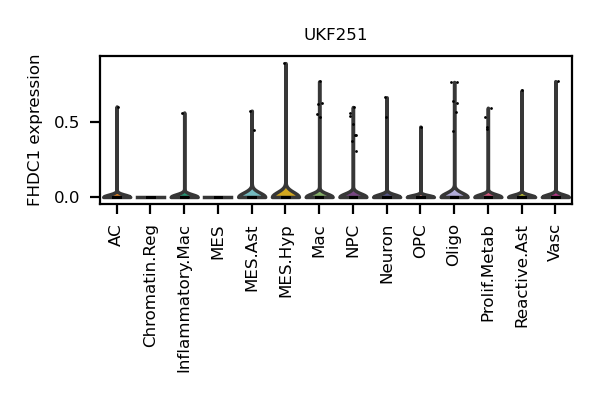 UKF251
FHDC1 expression
0.5
0.0
AC
Chromatin.Reg
Inflammatory.Mac
MES
MES.Ast
MES.Hyp
Mac
NPC
Neuron
OPC
Oligo
Prolif.Metab
Reactive.Ast
Vasc